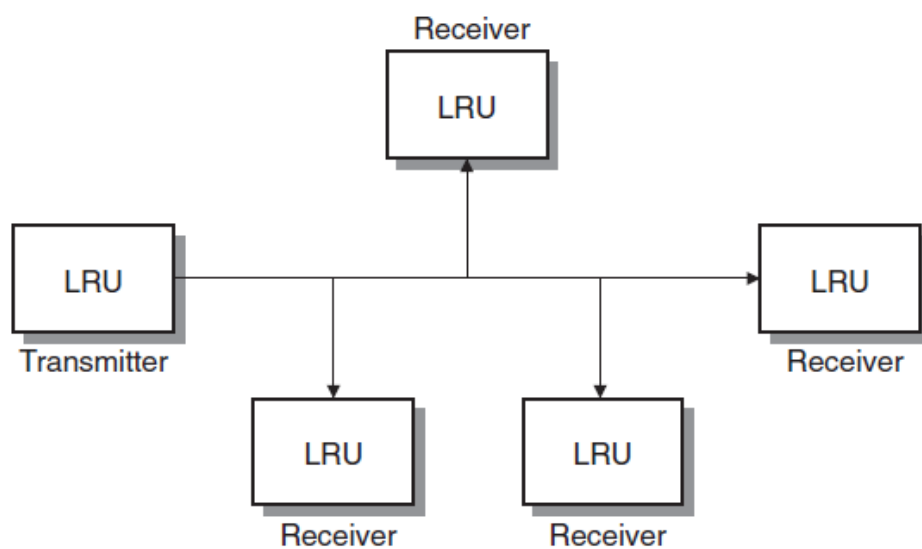 Receiver
LRU
LRU
Transmitter
LRU
Receiver
LRU
Receiver
LRU
Receiver